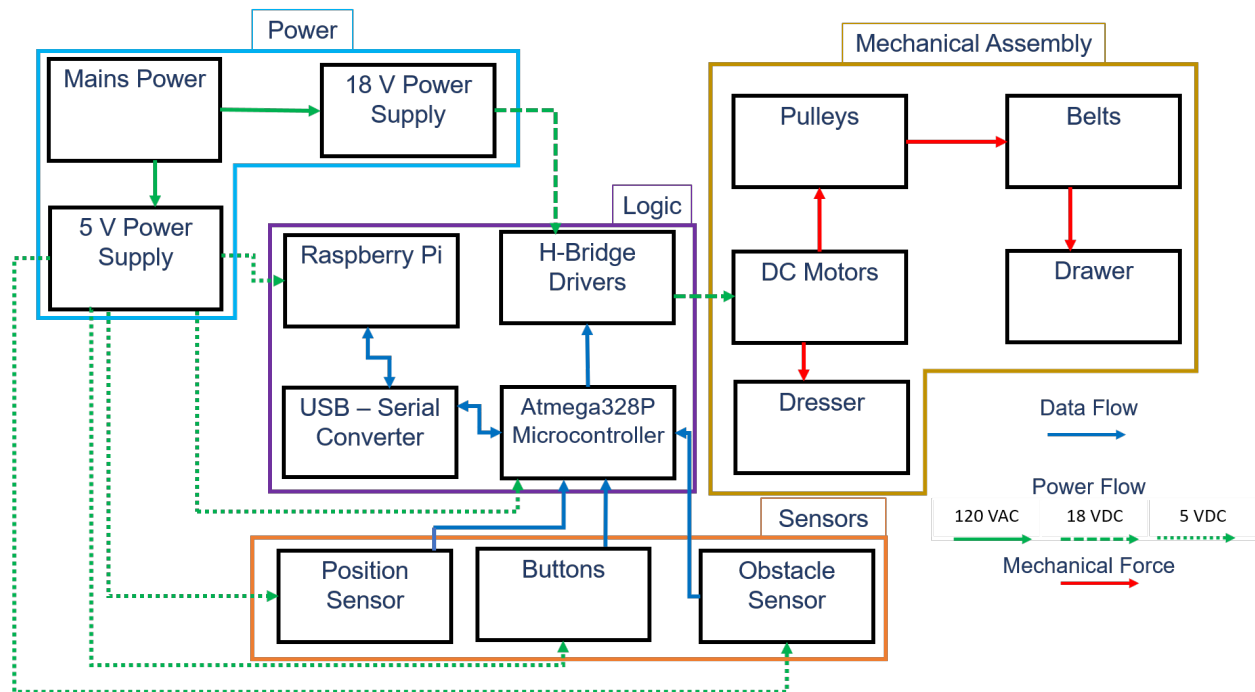 Power
Mains Power
18 V Power
Supply
5 V Power
Supply
Logic
Raspberry Pi
H-Bridge
Drivers
USB – Serial
Converter
Atmega328P
Microcontroller
Sensors
Position
Sensor
Buttons
Obstacle
Sensor
Mechanical Assembly
Pulleys
Belts
DC Motors
Drawer
Dresser
Data Flow
Power Flow
120 VAC
18 VDC
5 VDC
Mechanical Force